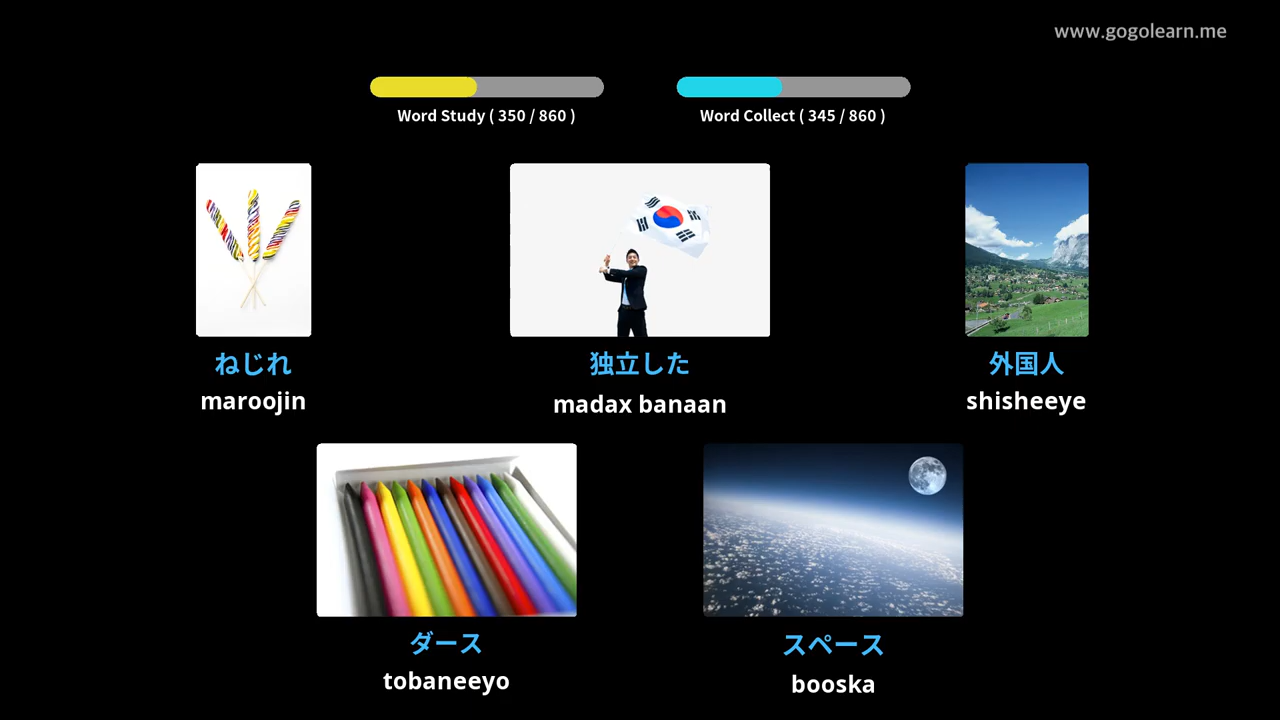 www.gogolearn.me
Word Study ( 350 / 860 )
Word Collect ( 345 / 860 )
ねじれ
maroojin
独立した
madax banaan
外国人
shisheeye
ダース
tobaneeyo
スペース
booska